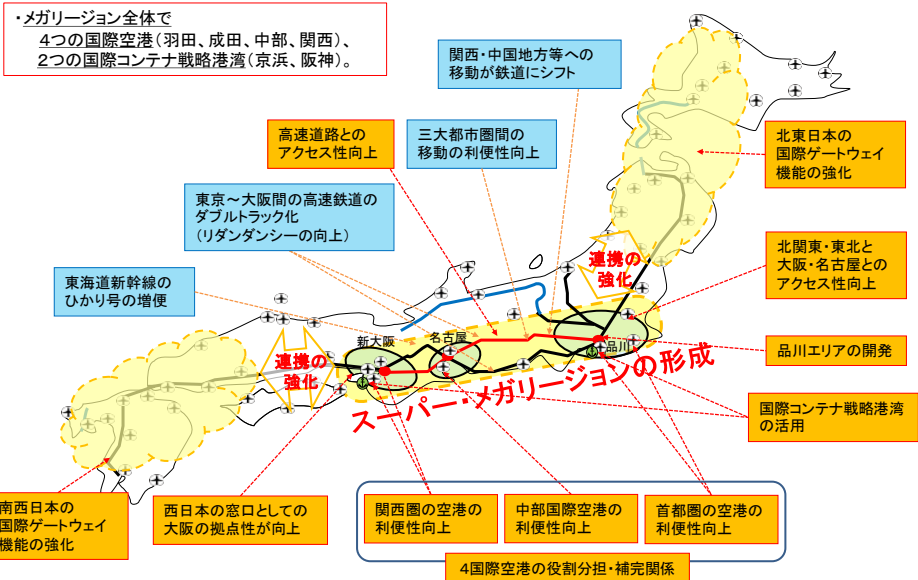 ・メガリージョン全体で
4つの国際空港（羽田、成田、中部、関西）、
2つの国際コンテナ戦略港湾（京浜、阪神）。
関西・中国地方等への
移動が鉄道にシフト
高速道路との
アクセス性向上
三大都市圏間の
移動の利便性向上
北東日本の
国際ゲートウェイ
機能の強化
東京～大阪間の高速鉄道の
ダブルトラック化
（リダンダンシーの向上）
北関東・東北と
大阪・名古屋との
アクセス性向上
連携の
強化
東海道新幹線の
ひかり号の増便
新大阪
名古屋
品川
品川エリアの開発
連携の
強化
スーパー・メガリージョンの形成
国際コンテナ戦略港湾
の活用
南西日本の
国際ゲートウェイ
機能の強化
西日本の窓口としての
大阪の拠点性が向上
関西圏の空港の
利便性向上
中部国際空港の
利便性向上
首都圏の空港の
利便性向上
4国際空港の役割分担・補完関係